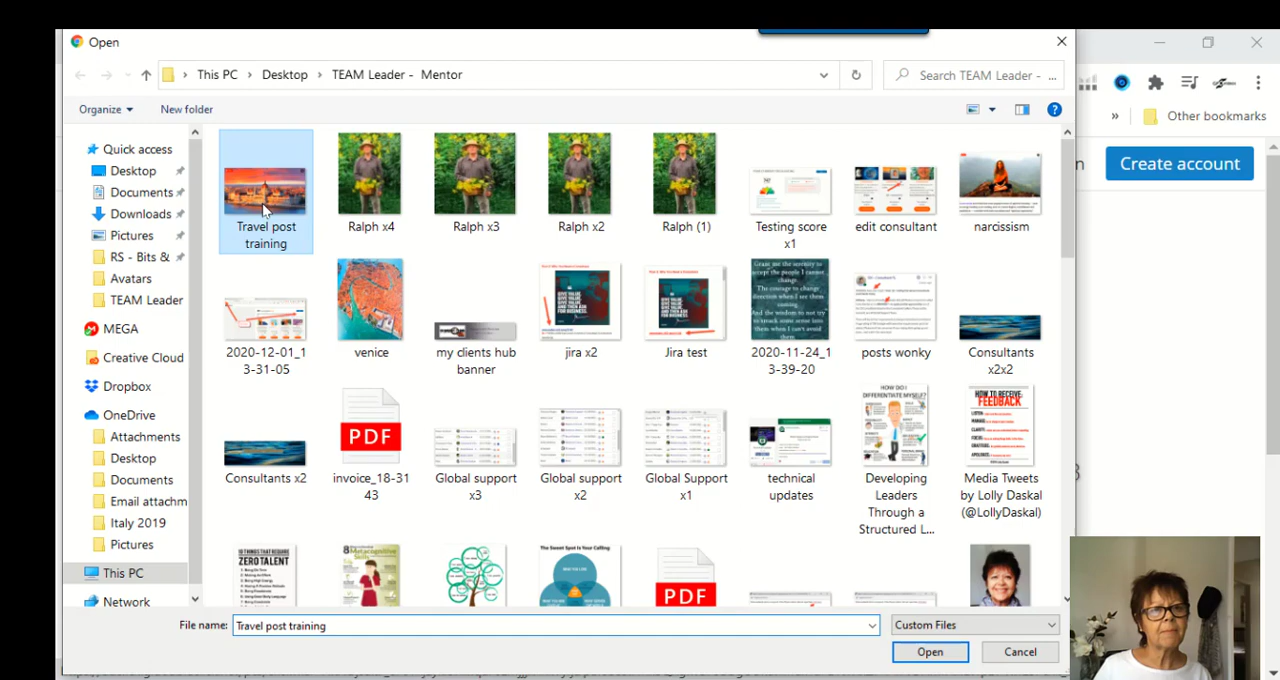 Open
This PC > Desktop > TEAM Leader - Mentor
Search TEAM Leader - ...
Organize
New folder
Other bookmarks
Create account
Quick access
Desktop
Documents
Downloads
Pictures
RS - Bits &
Avatars
TEAM Leader
MEGA
Creative Cloud
Dropbox
OneDrive
Attachments
Desktop
Documents
Email attachm
Italy 2019
Pictures
This PC
Network
Travel post
training
Ralph x4
Ralph x3
Ralph x2
Ralph (1)
Testing score
x1
edit consultant
narcissism
2020-12-01_1
3-31-05
venice
my clients hub
banner
jira x2
Jira test
2020-11-24_1
3-39-20
posts wonky
Consultants
x2x2
Consultants x2
PDF
invoice_18-31
43
Global support
x3
Global support
x2
Global Support
x1
technical
updates
Developing
Leaders
Through a
Structured L...
Media Tweets
by Lolly Daskal
(@LollyDaskal)
HOW TO RECEIVE
FEEDBACK
ZERO TALENT
The Sweet Spot is Your Calling
PDF
File name:
Travel post training
Custom Files
Open
Cancel